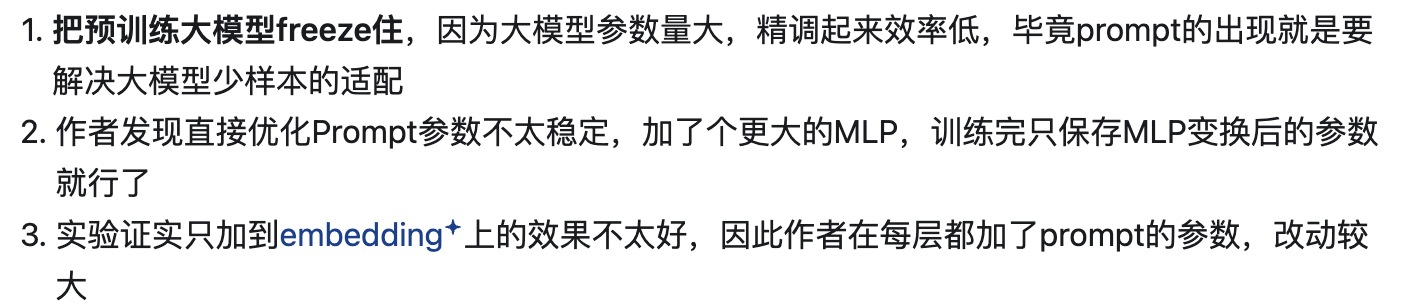 1. 把预训练大模型freeze住，因为大模型参数量大，精调起来效率低，毕竟prompt的出现就是要
解决大模型少样本的适配
2. 作者发现直接优化Prompt参数不太稳定，加了个更大的MLP，训练完只保存MLP变换后的参数
就行了
3. 实验证实只加到embedding上的效果不太好，因此作者在每层都加了prompt的参数，改动较
大